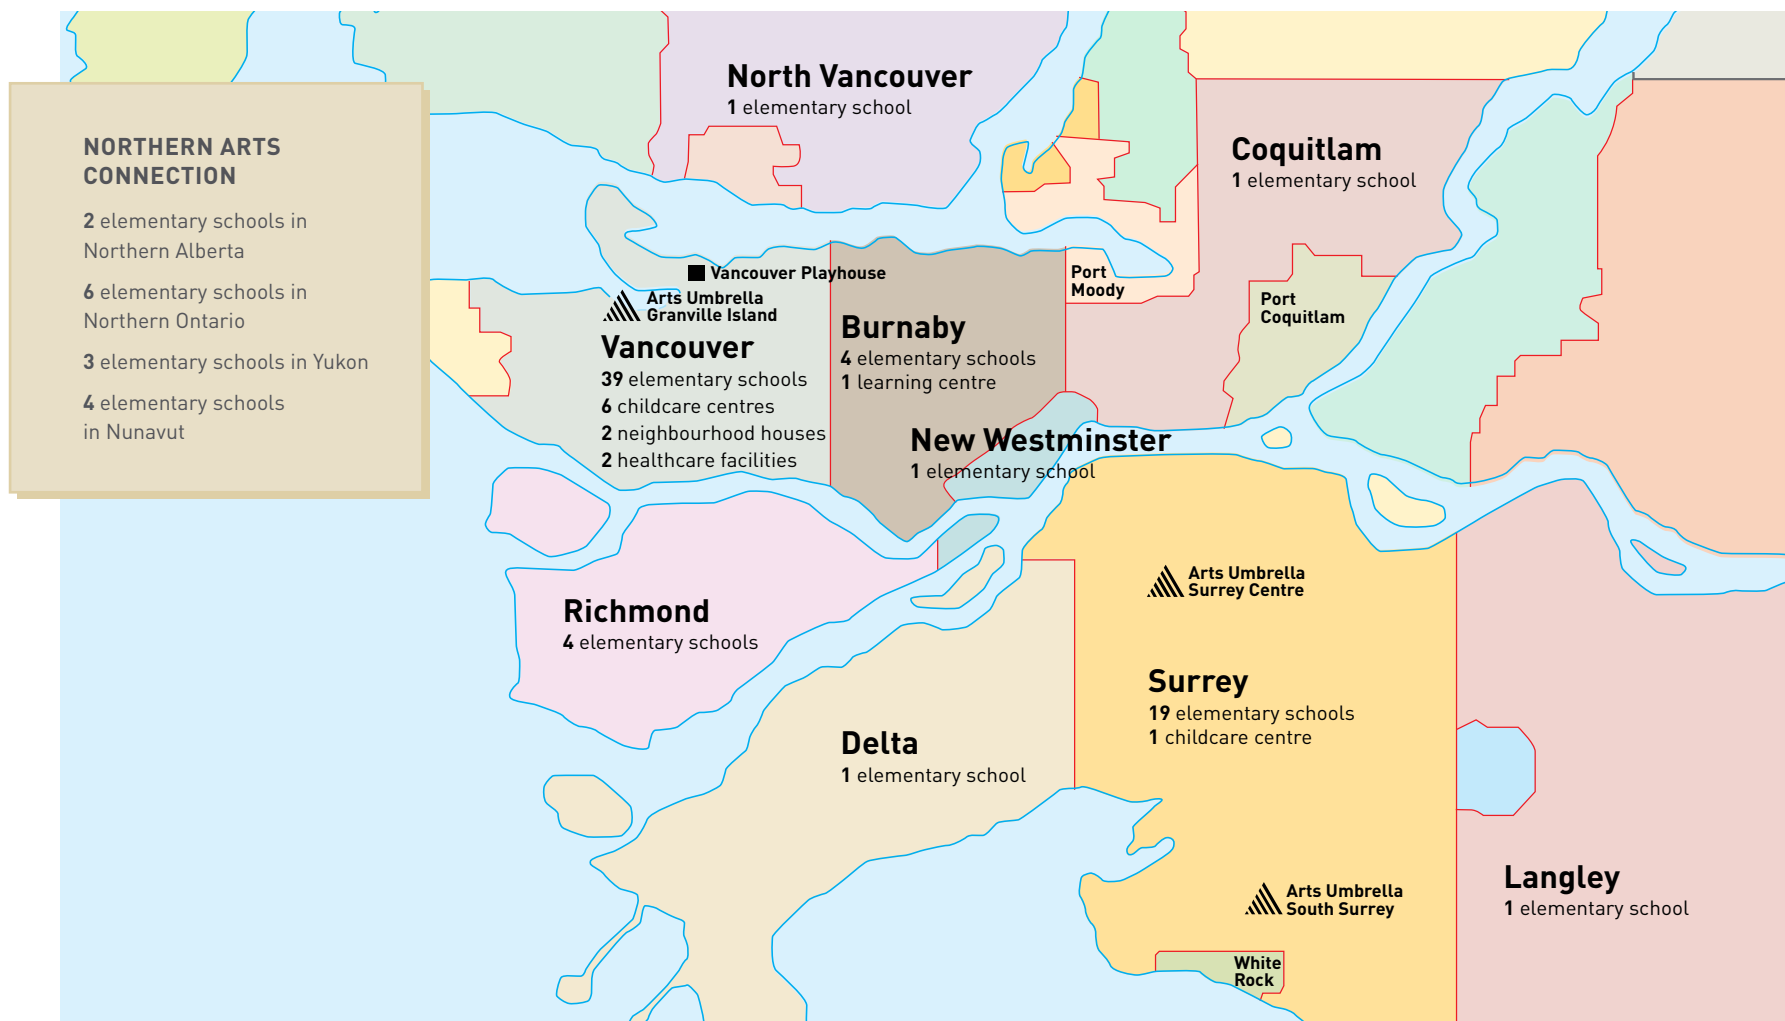 NORTHERN ARTS
CONNECTION
2 elementary schools in
Northern Alberta
6 elementary schools in
Northern Ontario
3 elementary schools in Yukon
4 elementary schools
in Nunavut
North Vancouver
1 elementary school
Coquitlam
1 elementary school
Vancouver Playhouse
Arts Umbrella
Granville Island
Vancouver
39 elementary schools
6 childcare centres
2 neighbourhood houses
2 healthcare facilities
Burnaby
4 elementary schools
1 learning centre
Port
Moody
Port
Coquitlam
New Westminster
1 elementary school
Richmond
4 elementary schools
Arts Umbrella
Surrey Centre
Surrey
19 elementary schools
1 childcare centre
Delta
1 elementary school
Arts Umbrella
South Surrey
Langley
1 elementary school
White
Rock